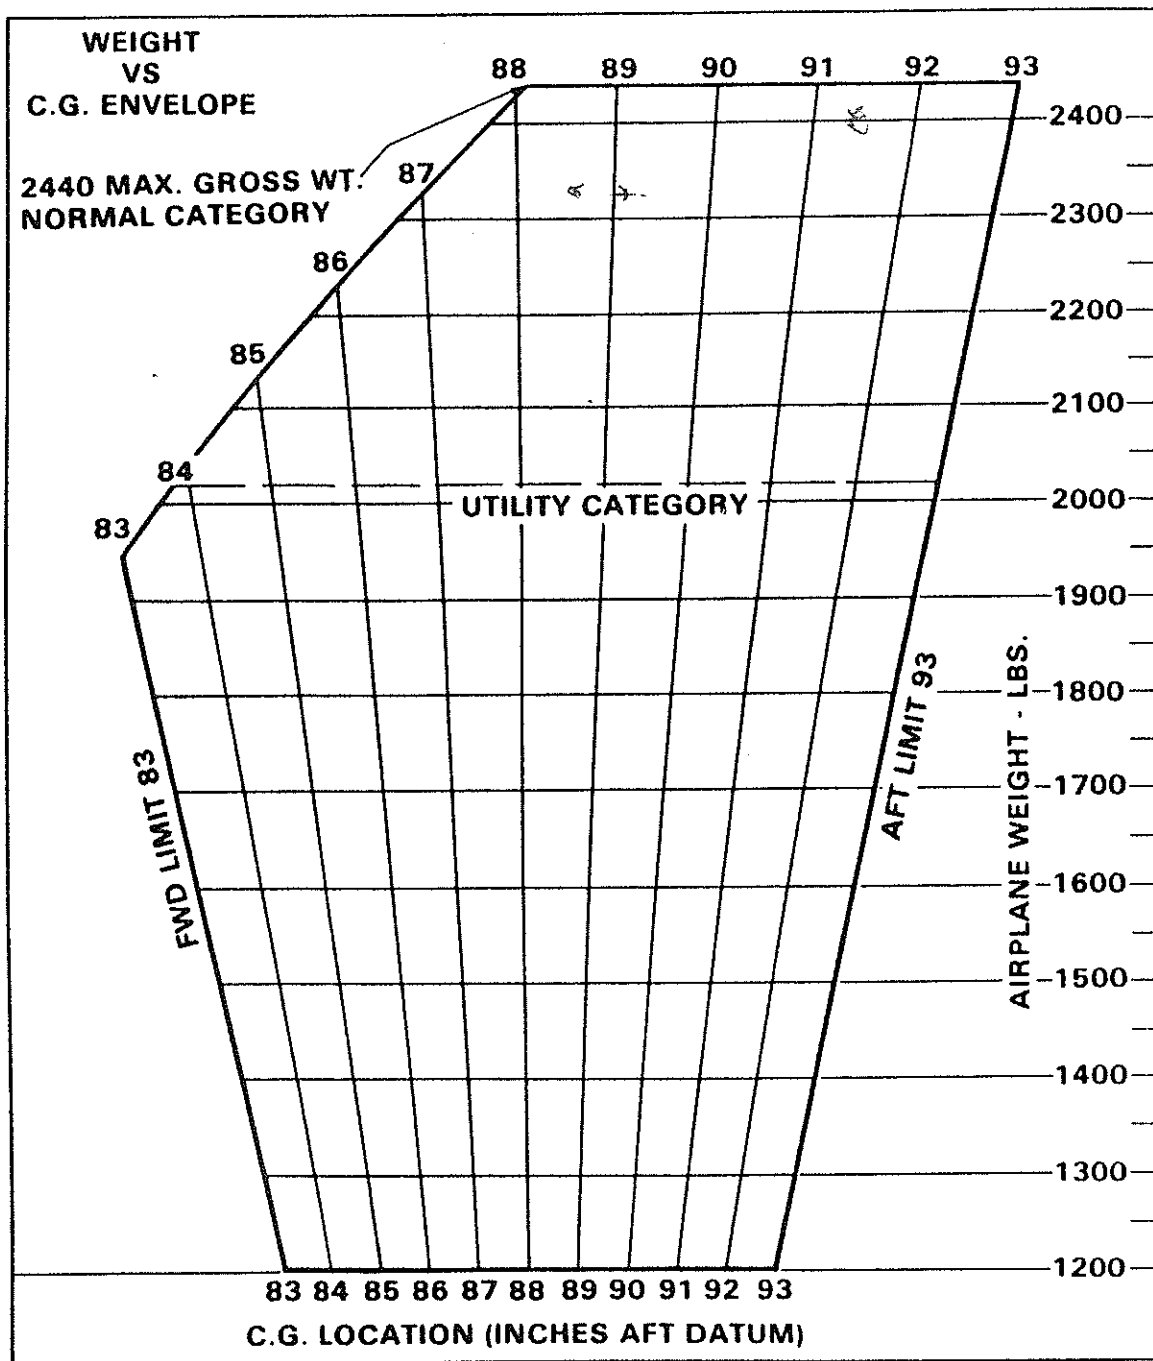 WEIGHT
VS
C.G. ENVELOPE
88 89 90 91 92 93
2440 MAX. GROSS WT.
NORMAL CATEGORY
87
86
85
84
83
UTILITY CATEGORY
FWD LIMIT 83
AFT LIMIT 93
AIRPLANE WEIGHT - LBS.
2400
2300
2200
2100
2000
1900
1800
1700
1600
1500
1400
1300
1200
83 84 85 86 87 88 89 90 91 92 93
C.G. LOCATION (INCHES AFT DATUM)